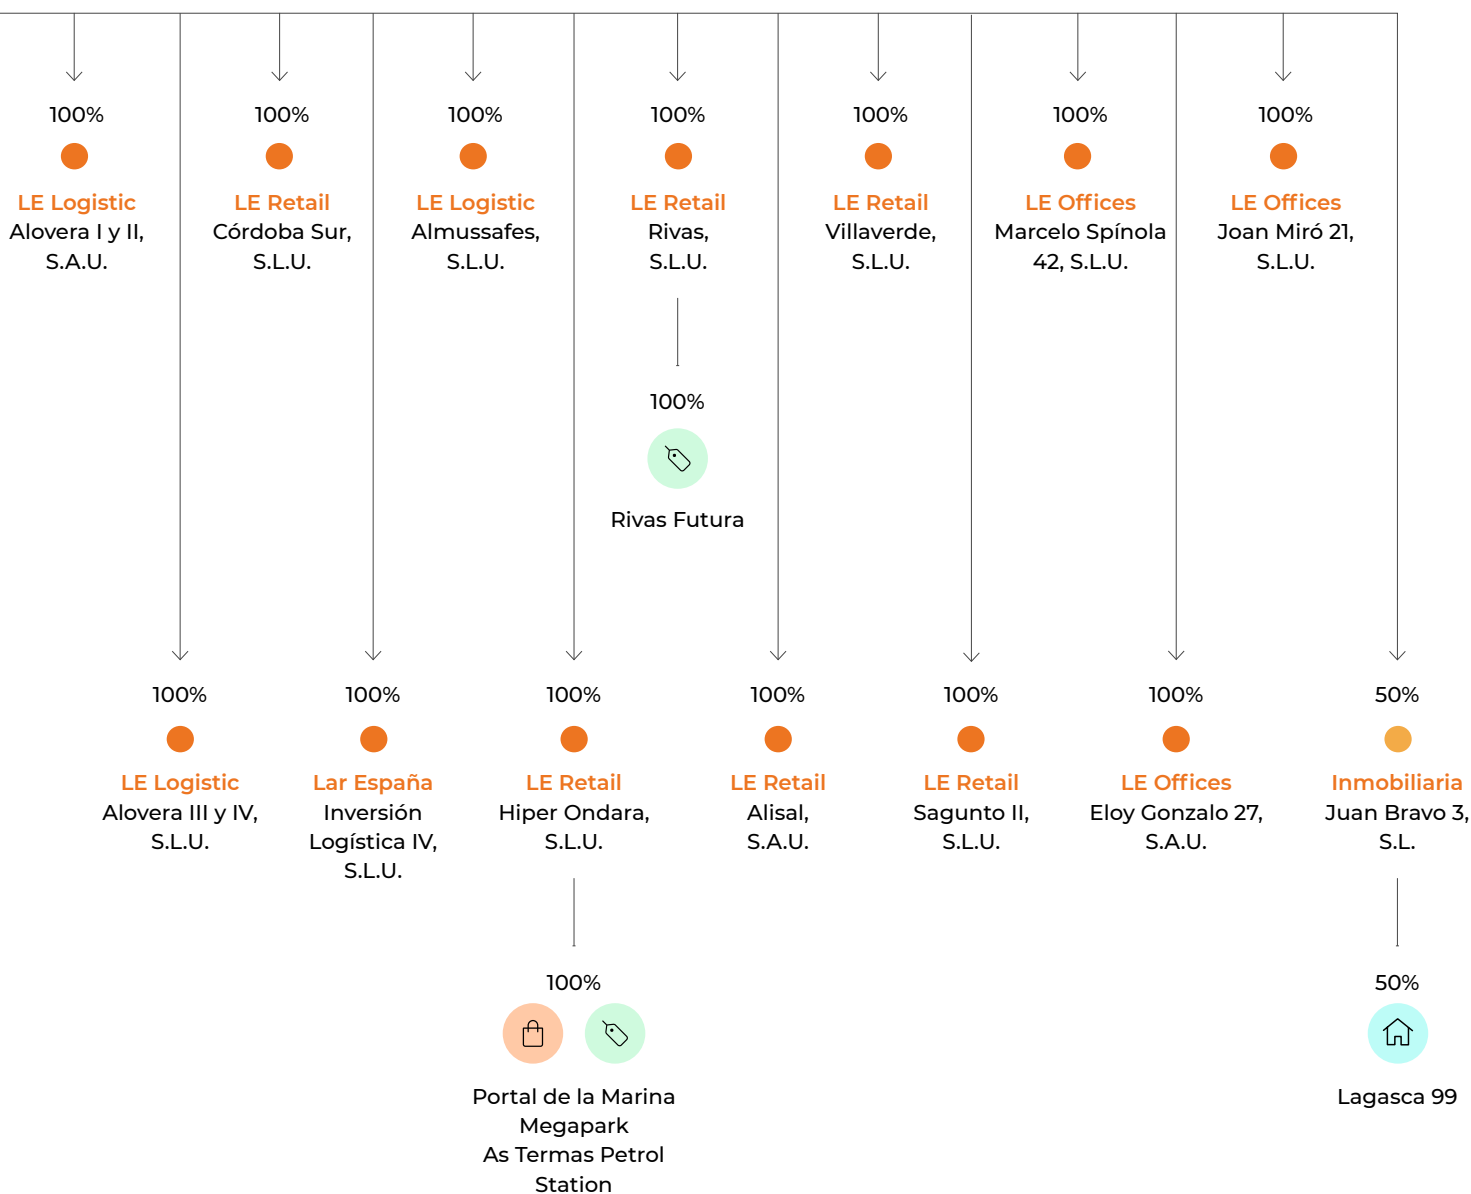 100%
LE Logistic
Alovera I y II,
S.A.U.
100%
LE Retail
Córdoba Sur,
S.L.U.
100%
LE Logistic
Almussafes,
S.L.U.
100%
LE Retail
Rivas,
S.L.U.
100%
Rivas Futura
100%
LE Retail
Villaverde,
S.L.U.
100%
LE Offices
Marcelo Spínola
42, S.L.U.
100%
LE Offices
Joan Miró 21,
S.L.U.
100%
LE Logistic
Alovera III y IV,
S.L.U.
100%
Lar España
Inversión
Logística IV,
S.L.U.
100%
LE Retail
Hiper Ondara,
S.L.U.
100%
Portal de la Marina
Megapark
As Termas Petrol
Station
100%
LE Retail
Alisal,
S.A.U.
100%
LE Retail
Sagunto II,
S.L.U.
100%
LE Offices
Eloy Gonzalo 27,
S.A.U.
50%
Inmobiliaria
Juan Bravo 3,
S.L.
50%
Lagasca 99